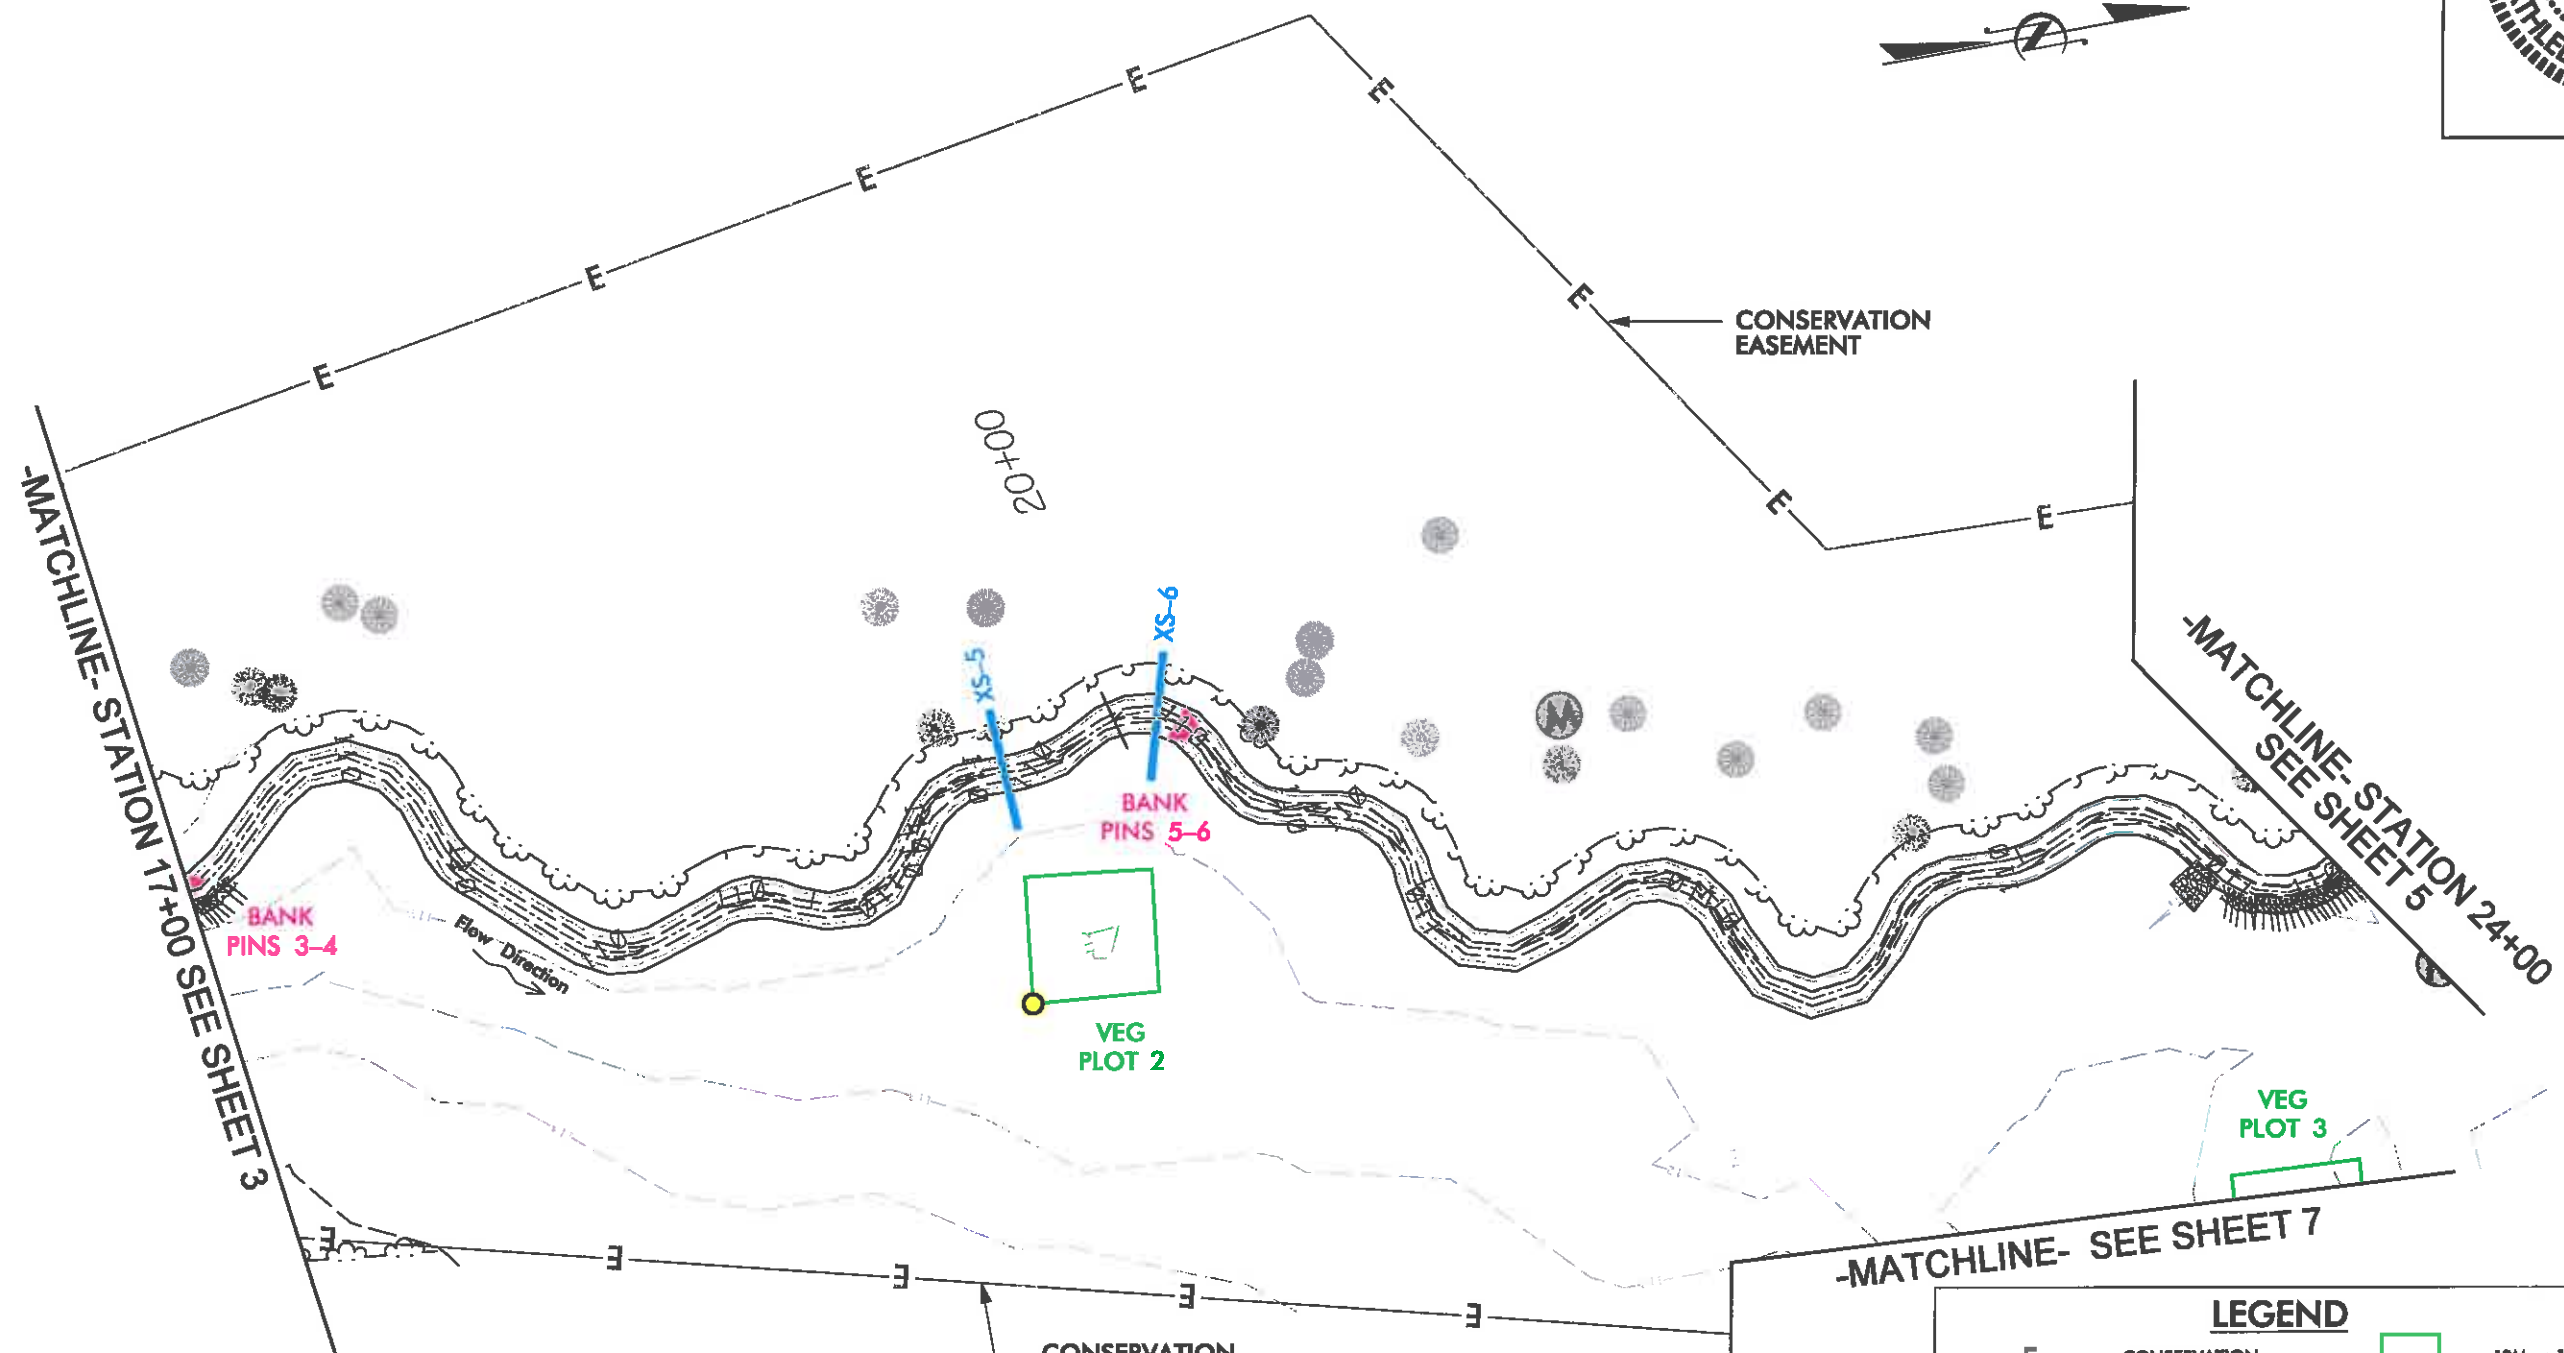 E
E
E
E
E
E
E
E
E
CONSERVATION
EASEMENT
20+00
-MATCHLINE- STATION 17+00 SEE SHEET 3
-MATCHLINE- STATION 24+00
SEE SHEET 5
XS-5
XS-6
M
BANK
PINS 5-6
BANK
PINS 3-4
Flow Direction
VEG
PLOT 2
VEG
PLOT 3
E
E
E
E
E
-MATCHLINE- SEE SHEET 7
LEGEND
CONSERVATION
E
CONSERVATION